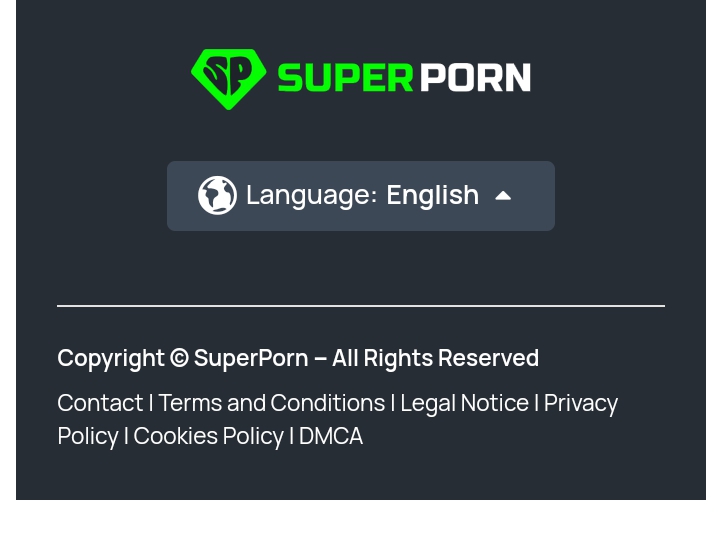 SP SUPERPORN
Language: English
Copyright © SuperPorn – All Rights Reserved
Contact | Terms and Conditions | Legal Notice | Privacy
Policy | Cookies Policy | DMCA